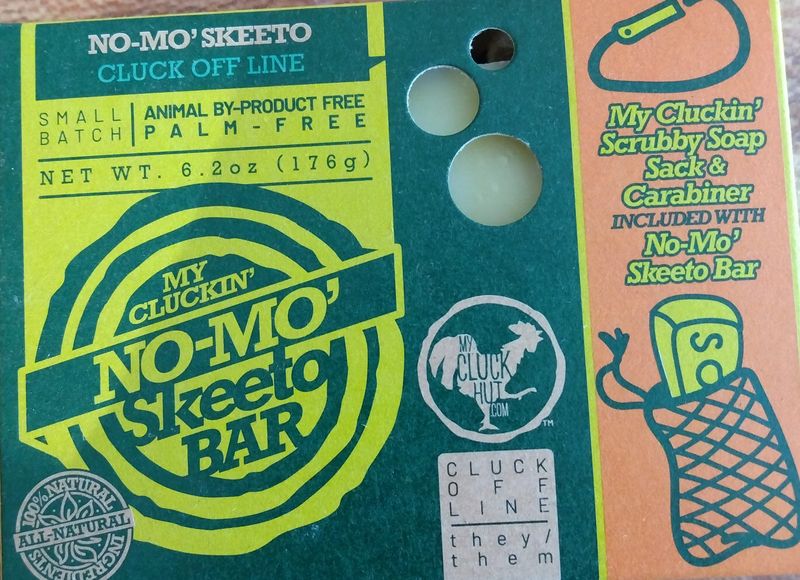 NO-MO' SKEETO
CLUCK OFF LINE
SMALL BATCH
ANIMAL BY-PRODUCT FREE
PALM-FREE
NET WT. 6.2oz (176g)
MY
CLUCKIN'
NO-MO'
Skeeto
BAR
100% NATURAL
ALL-NATURAL
INGREDIENTS
MY
CLUCK
HUT
.COM
TM
CLUCK
OFF
LINE
they/
them
My Cluckin'
Scrubby Soap
Sack &
Carabiner
INCLUDED WITH
No-Mo'
Skeeto Bar
SO